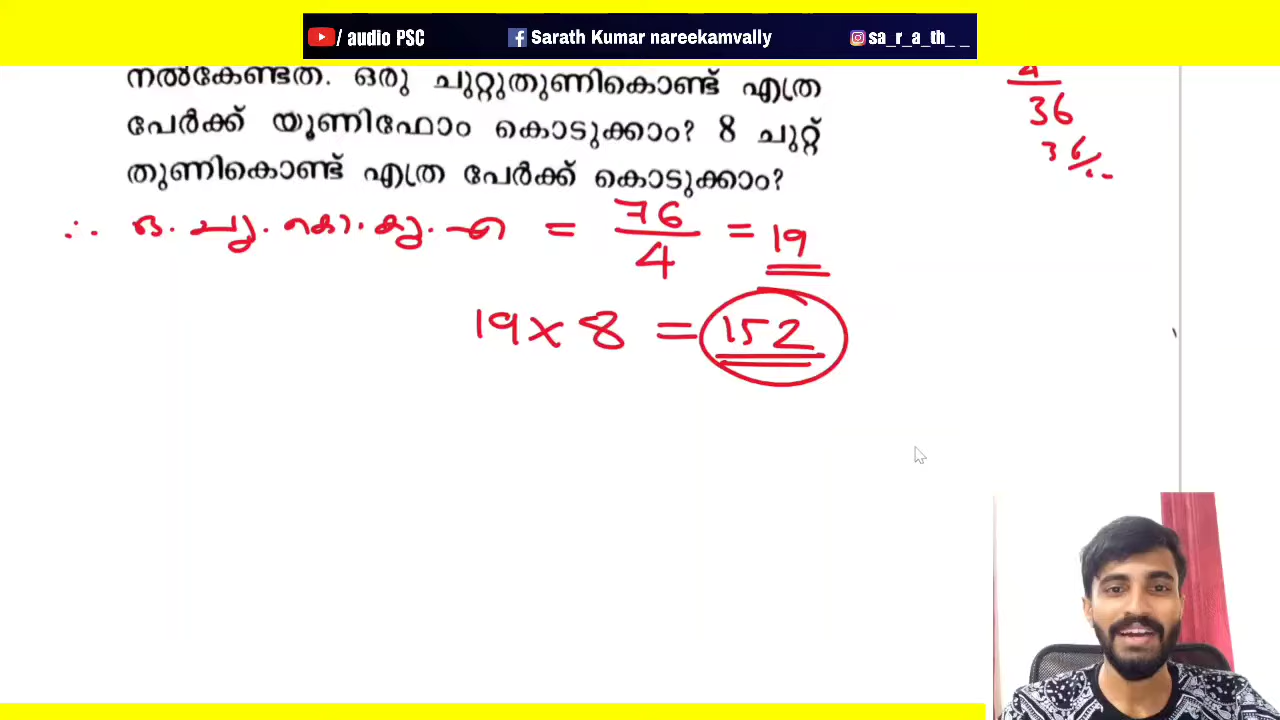 / audio PSC Sarath Kumar nareekamvally sa_r_a_th_ _
നൽകേണ്ടത. ഒരു ചുറ്റുതുണികൊണ്ട് എത്ര
പേർക്ക് യൂണിഫോം കൊടുക്കാം? 8 ചുറ്റ്
തുണികൊണ്ട് എത്ര പേർക്ക് കൊടുക്കാം?
4
36
36
∴ ഒ. ചു. കൊ. കു. എ = 76/4 = 19
19 × 8 = 152